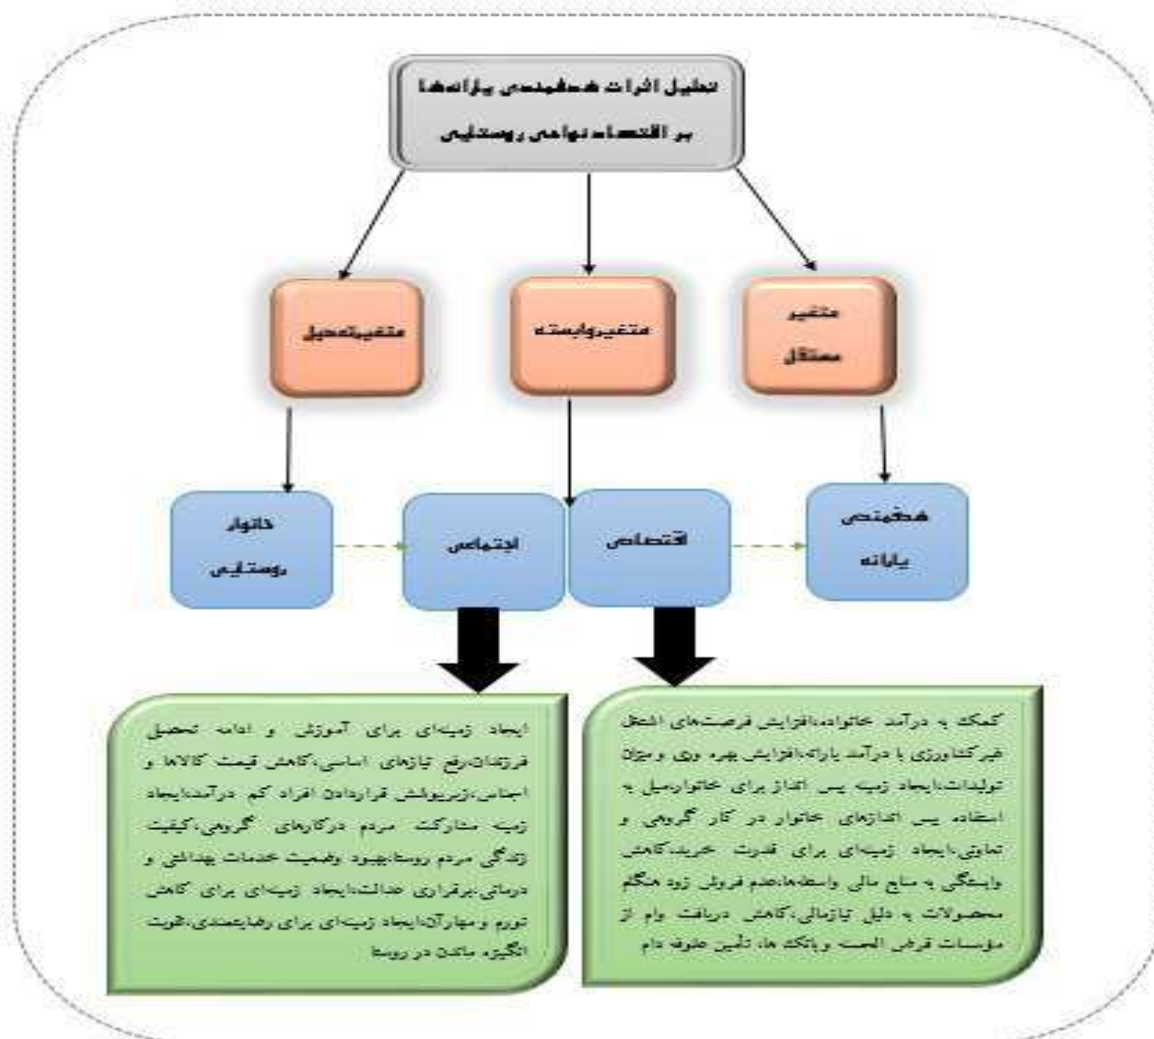 تحلیل اثرات هدفمندی یارانه‌ها
بر اقتصاد نواحی روستایی
متغیر
مستقل
متغیر وابسته
متغیر تعدیل
هدفمندی
یارانه
اقتصادی
اجتماعی
خانوار
روستایی
کمک به درآمد خانواده،افزایش فرصت‌های اشتغال
غیرکشاورزی با درآمد یارانه،افزایش بهره وری و میزان
تولیدات،ایجاد زمینه پس انداز برای خانوار،میل به
استفاده پس اندازهای خانوار در کار گروهی و
تعاونی،ایجاد زمینه‌ای برای قدرت خرید،کاهش
وابستگی به منابع مالی واسطه‌ها،عدم فروش زود هنگام
محصولات به دلیل نیازمالی،کاهش دریافت وام از
مؤسسات قرض الحسنه و بانک ها، تأمین علوفه دام
ایجاد زمینه‌ای برای آموزش و ادامه تحصیل
فرزندان،رفع نیازهای اساسی،کاهش قیمت کالاها و
اجناس،زیرپوشش قراردادن افراد کم درآمد،ایجاد
زمینه مشارکت مردم درکارهای گروهی،کیفیت
زندگی مردم روستا،بهبود وضعیت خدمات بهداشتی و
درمانی،برقراری عدالت،ایجاد زمینه‌ای برای کاهش
تورم و مهارآن،ایجاد زمینه‌ای برای رضایتمندی،تقویت
انگیزه ماندن در روستا